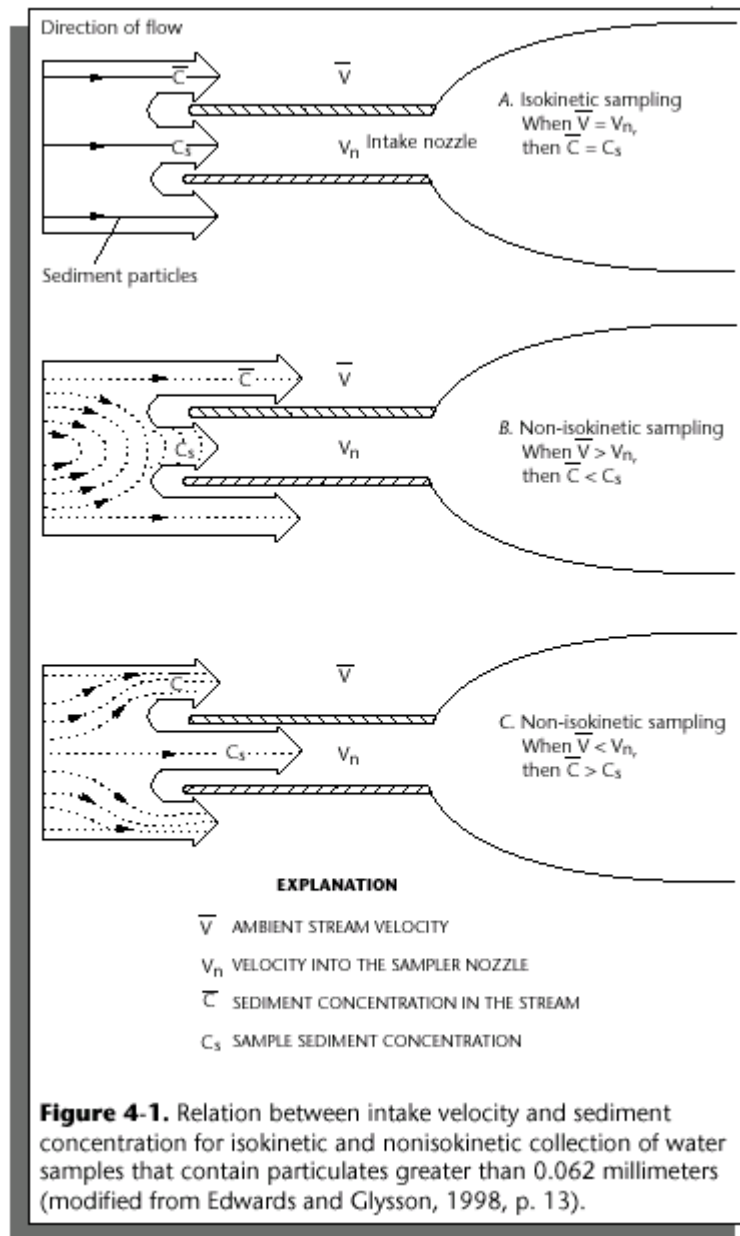 Direction of flow
C̅
V̅
Cₛ
Vₙ Intake nozzle
Sediment particles
A. Isokinetic sampling
When V̅ = Vₙ,
then C̅ = Cₛ
C̅
V̅
Cₛ
Vₙ
B. Non-isokinetic sampling
When V̅ > Vₙ,
then C̅ < Cₛ
C̅
V̅
Cₛ
Vₙ
C. Non-isokinetic sampling
When V̅ < Vₙ,
then C̅ > Cₛ
EXPLANATION
V̅ AMBIENT STREAM VELOCITY
Vₙ VELOCITY INTO THE SAMPLER NOZZLE
C̅ SEDIMENT CONCENTRATION IN THE STREAM
Cₛ SAMPLE SEDIMENT CONCENTRATION
Figure 4-1. Relation between intake velocity and sediment
concentration for isokinetic and nonisokinetic collection of water
samples that contain particulates greater than 0.062 millimeters
(modified from Edwards and Glysson, 1998, p. 13).